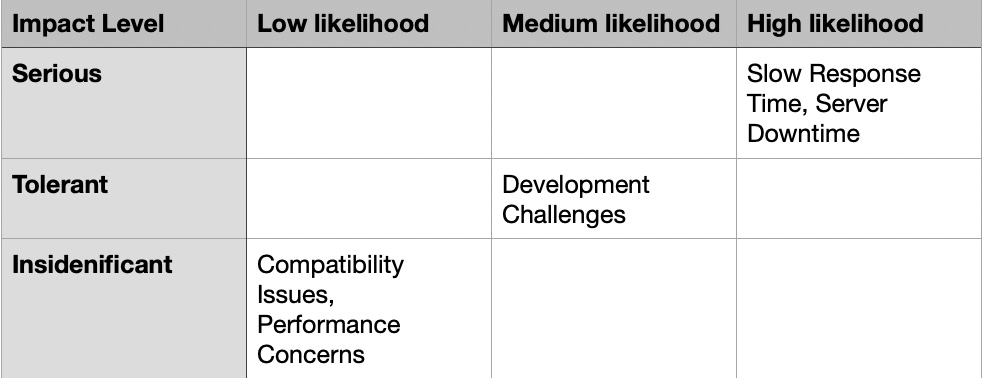 Impact Level Low likelihood Medium likelihood High likelihood
Serious Slow Response
Time, Server
Downtime
Tolerant Development
Challenges
Insidenificant Compatibility
Issues,
Performance
Concerns